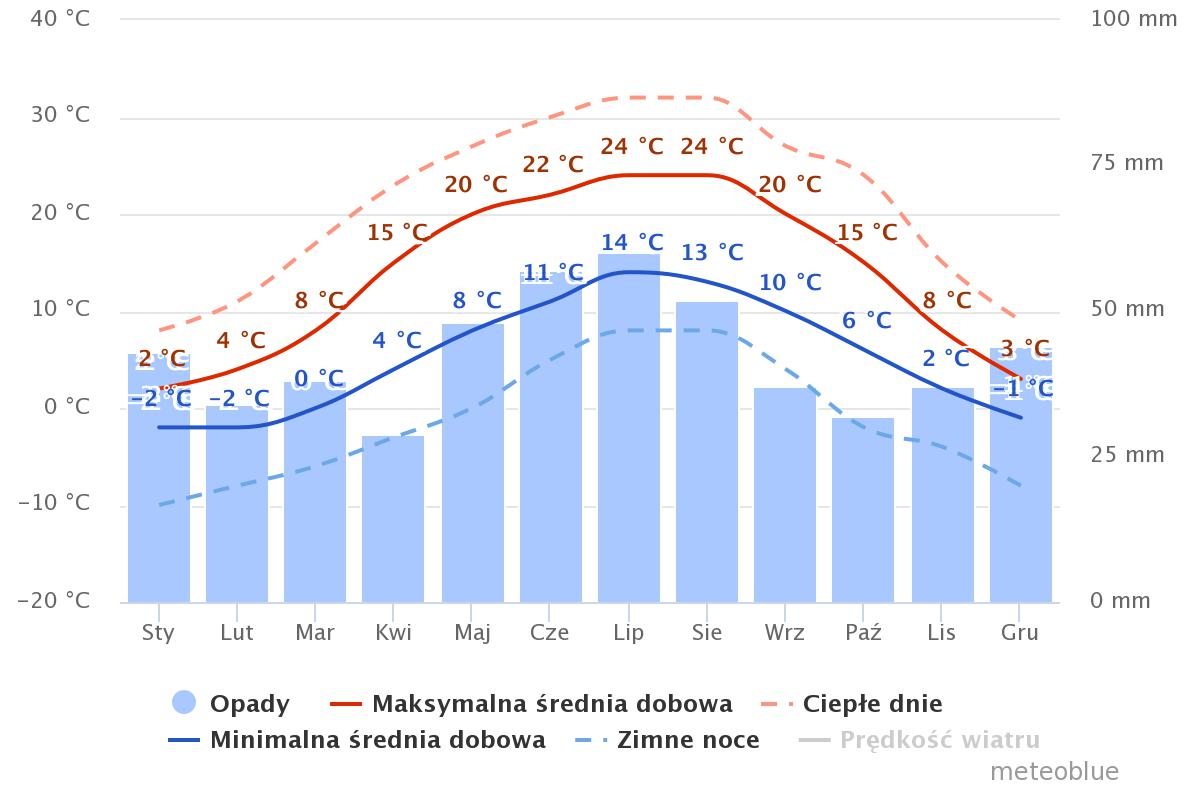 40 °C
100 mm
30 °C
24 °C 24 °C
22 °C
75 mm
20 °C
20 °C
20 °C
15 °C
15 °C
14 °C
13 °C
11 °C
10 °C
10 °C
8 °C
8 °C
8 °C
50 mm
6 °C
4 °C
4 °C
2 °C
2 °C
3 °C
0 °C
−2 °C
−2 °C
0 °C
−1 °C
25 mm
−10 °C
−20 °C
0 mm
Sty Lut Mar Kwi Maj Cze Lip Sie Wrz Paź Lis Gru
Opady Maksymalna średnia dobowa Ciepłe dnie
Minimalna średnia dobowa Zimne noce Prędkość wiatru
meteoblue